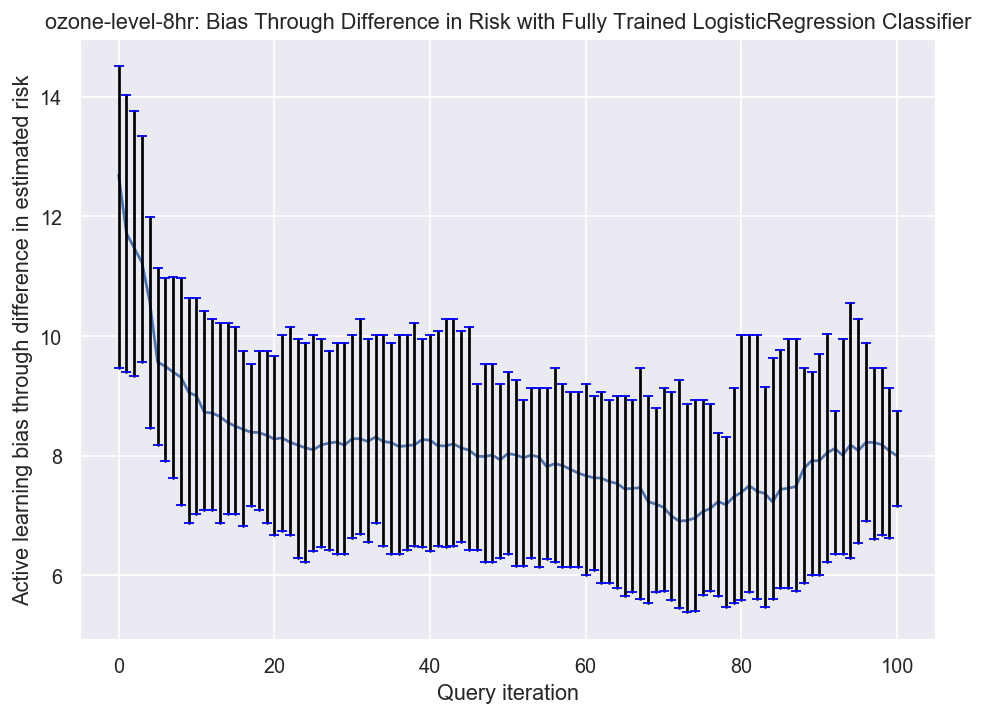 ozone-level-8hr: Bias Through Difference in Risk with Fully Trained LogisticRegression Classifier
Active learning bias through difference in estimated risk
14
12
10
8
6
0 20 40 60 80 100
Query iteration